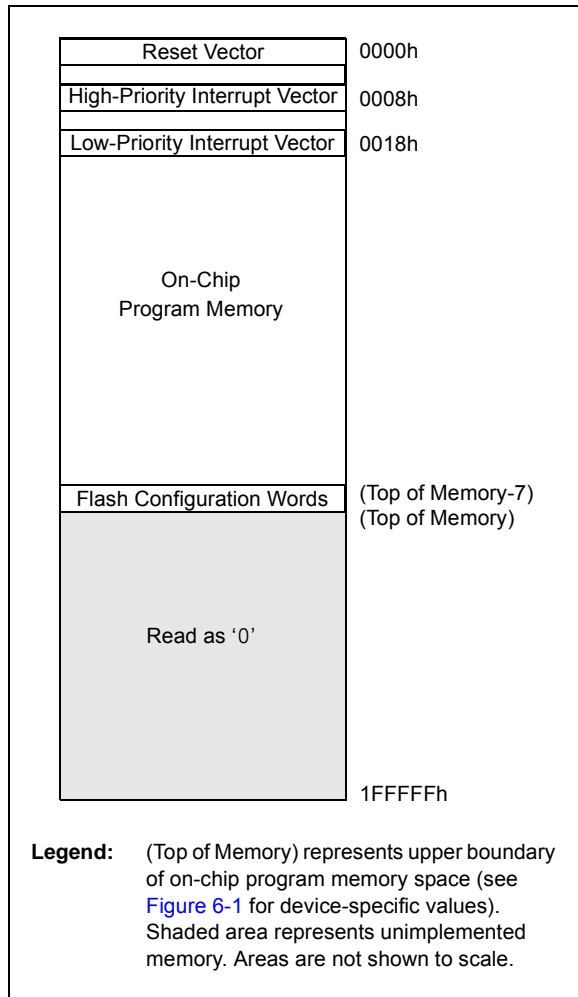 Reset Vector 0000h
High-Priority Interrupt Vector 0008h
Low-Priority Interrupt Vector 0018h
On-Chip
Program Memory
Flash Configuration Words (Top of Memory-7)
(Top of Memory)
Read as ‘0’
1FFFFFh
Legend: (Top of Memory) represents upper boundary
of on-chip program memory space (see
Figure 6-1 for device-specific values).
Shaded area represents unimplemented
memory. Areas are not shown to scale.